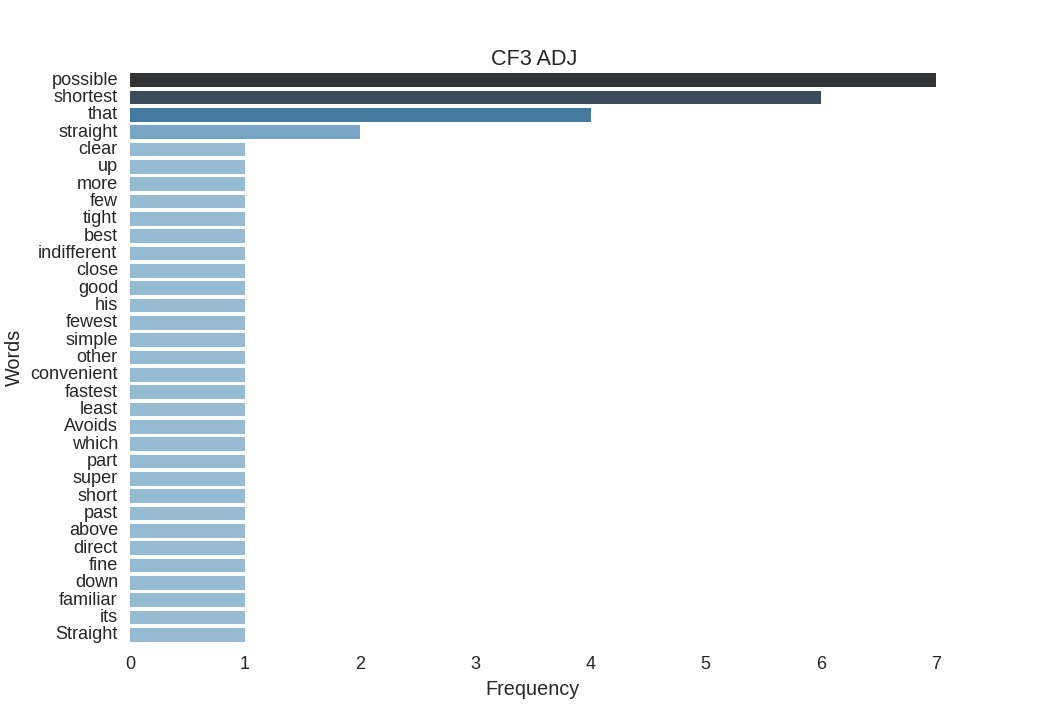 CF3 ADJ
possible
shortest
that
straight
clear
up
more
few
tight
best
indifferent
close
good
his
fewest
simple
other
convenient
fastest
least
Avoids
which
part
super
short
past
above
direct
fine
down
familiar
its
Straight
Words
0 1 2 3 4 5 6 7
Frequency